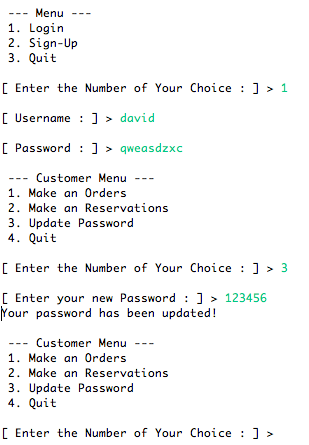 --- Menu ---
1. Login
2. Sign-Up
3. Quit
[ Enter the Number of Your Choice : ] > 1
[ Username : ] > david
[ Password : ] > qweasdzxc
--- Customer Menu ---
1. Make an Orders
2. Make an Reservations
3. Update Password
4. Quit
[ Enter the Number of Your Choice : ] > 3
[ Enter your new Password : ] > 123456
Your password has been updated!
--- Customer Menu ---
1. Make an Orders
2. Make an Reservations
3. Update Password
4. Quit
[ Enter the Number of Your Choice : ] >